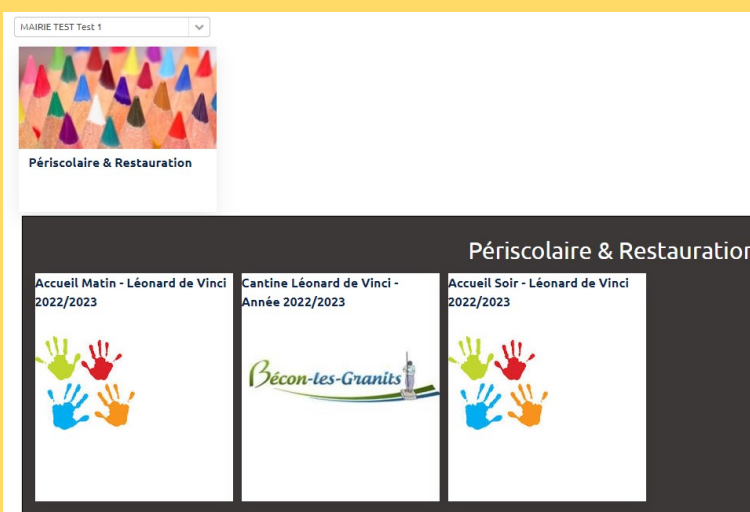 MAIRIE TEST Test 1
Périscolaire & Restauration
Périscolaire & Restauration
Accueil Matin - Léonard de Vinci
2022/2023
Cantine Léonard de Vinci -
Année 2022/2023
Accueil Soir - Léonard de Vinci
2022/2023
Bécon-les-Granits